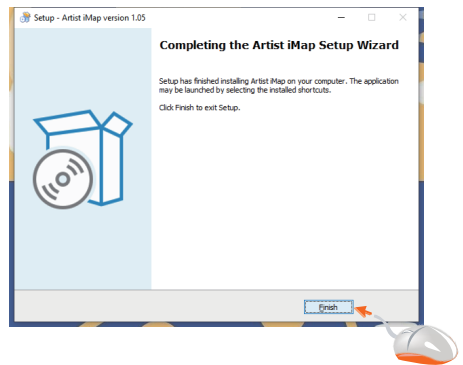 Setup - Artist iMap version 1.05
Completing the Artist iMap Setup Wizard
Setup has finished installing Artist iMap on your computer. The application
may be launched by selecting the installed shortcuts.
Click Finish to exit Setup.
Finish